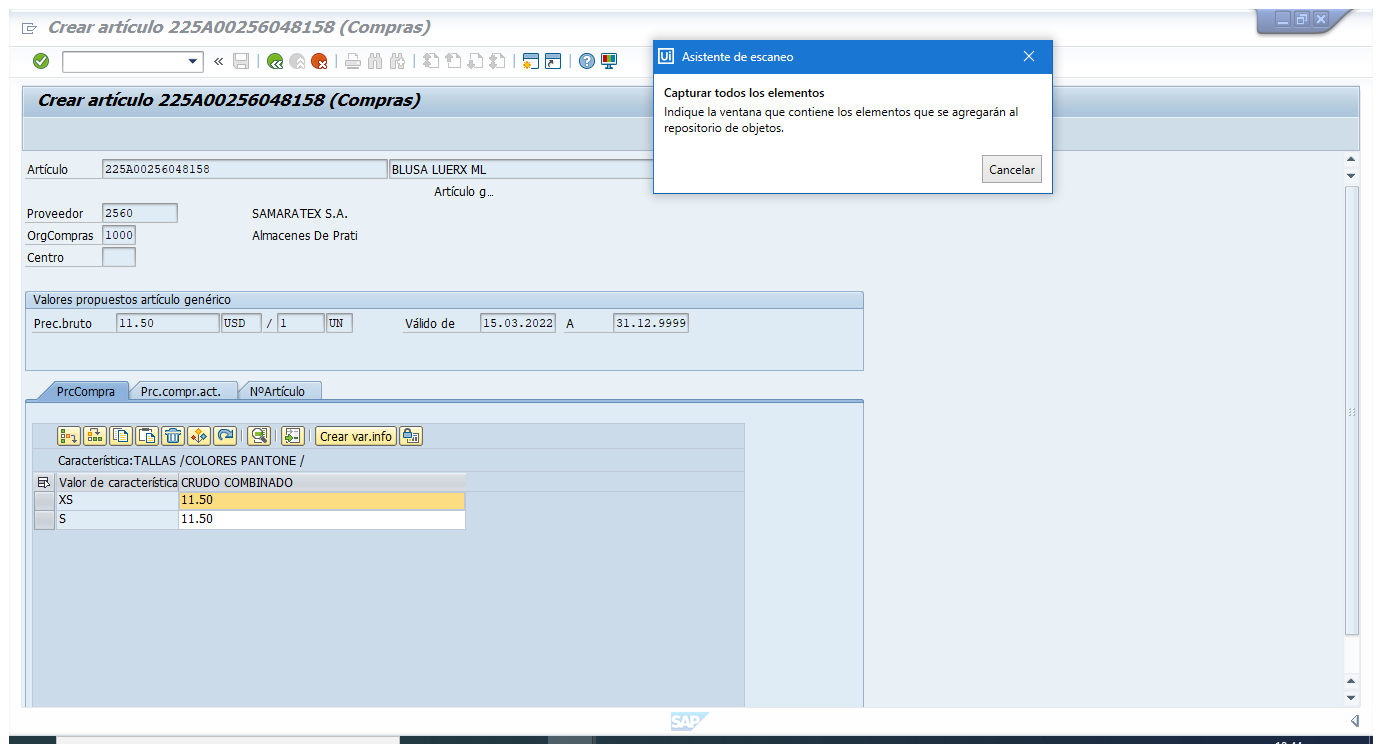 Crear artículo 225A00256048158 (Compras)
Ui Asistente de escaneo
Capturar todos los elementos
Indique la ventana que contiene los elementos que se agregarán al
repositorio de objetos.
Cancelar
Crear artículo 225A00256048158 (Compras)
Artículo 225A00256048158 BLUSA LUERX ML
Artículo g...
Proveedor 2560 SAMARATEX S.A.
OrgCompras 1000 Almacenes De Prati
Centro
Valores propuestos artículo genérico
Prec.bruto 11.50 USD / 1 UN Válido de 15.03.2022 A 31.12.9999
PrcCompra Prc.compr.act. NºArtículo
Crear var.info
Característica:TALLAS /COLORES PANTONE /
Valor de característica CRUDO COMBINADO
XS 11.50
S 11.50
SAP